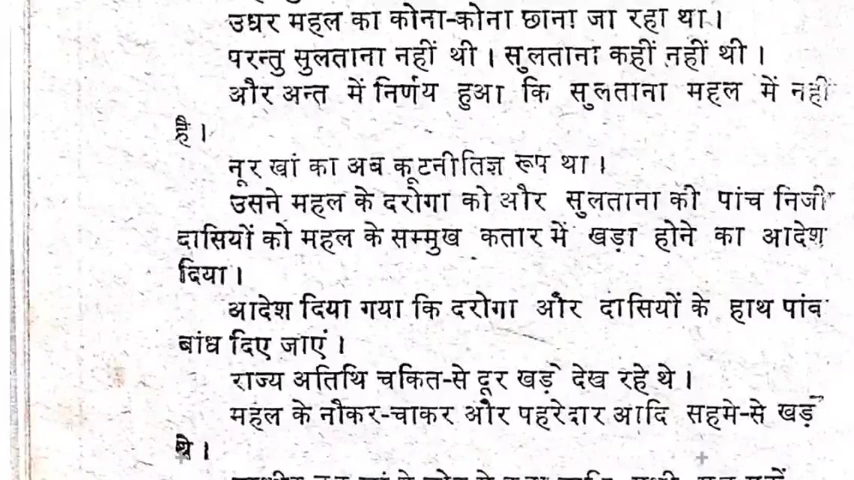 उधर महल का कोना-कोना छाना जा रहा था।
परन्तु सुलताना नहीं थी । सुलताना कहीं नहीं थी ।
और अन्त में निर्णय हुआ कि सुलताना महल में नहीं
है ।
नूर खां का अब कूटनीतिज्ञ रूप था ।
उसने महल के दरोगा को और सुलताना की पांच निजी
दासियों को महल के सम्मुख कतार में खड़ा होने का आदेश
दिया ।
आदेश दिया गया कि दरोगा और दासियों के हाथ पांव
बांध दिए जाएं ।
राज्य अतिथि चकित-से दूर खड़े देख रहे थे ।
महल के नौकर-चाकर और पहरेदार आदि सहमे-से खड़े
थे ।